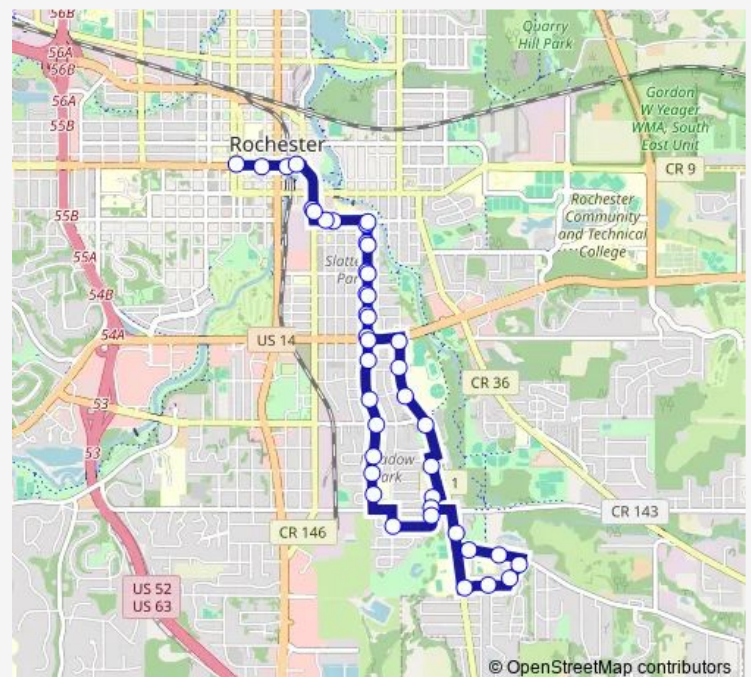 56B
56A
56B
56A
55B
Quarry
Hill Park
Gordon
W Yeager
WMA, South
East Unit
Rochester
CR 9
55B
Rochester
Community
and Technical
College
55A
54B
54A
US 14
CR 36
53
53
1
CR 143
CR 146
US 52
US 63
© OpenStreetMap contributors